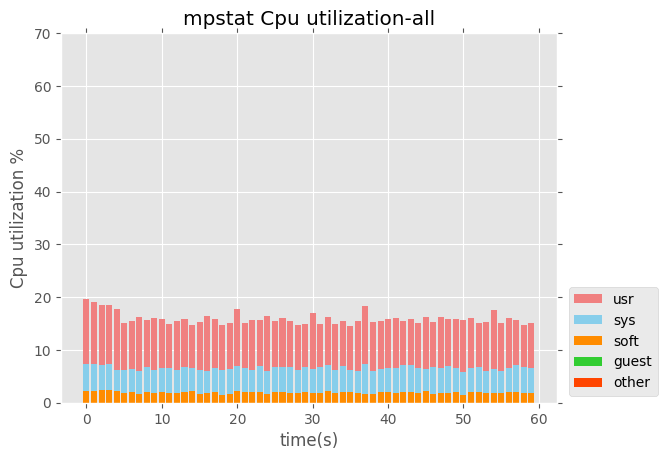 mpstat Cpu utilization-all
70
60
50
40
30
20
10
0
Cpu utilization %
0 10 20 30 40 50 60
time(s)
usr
sys
soft
guest
other